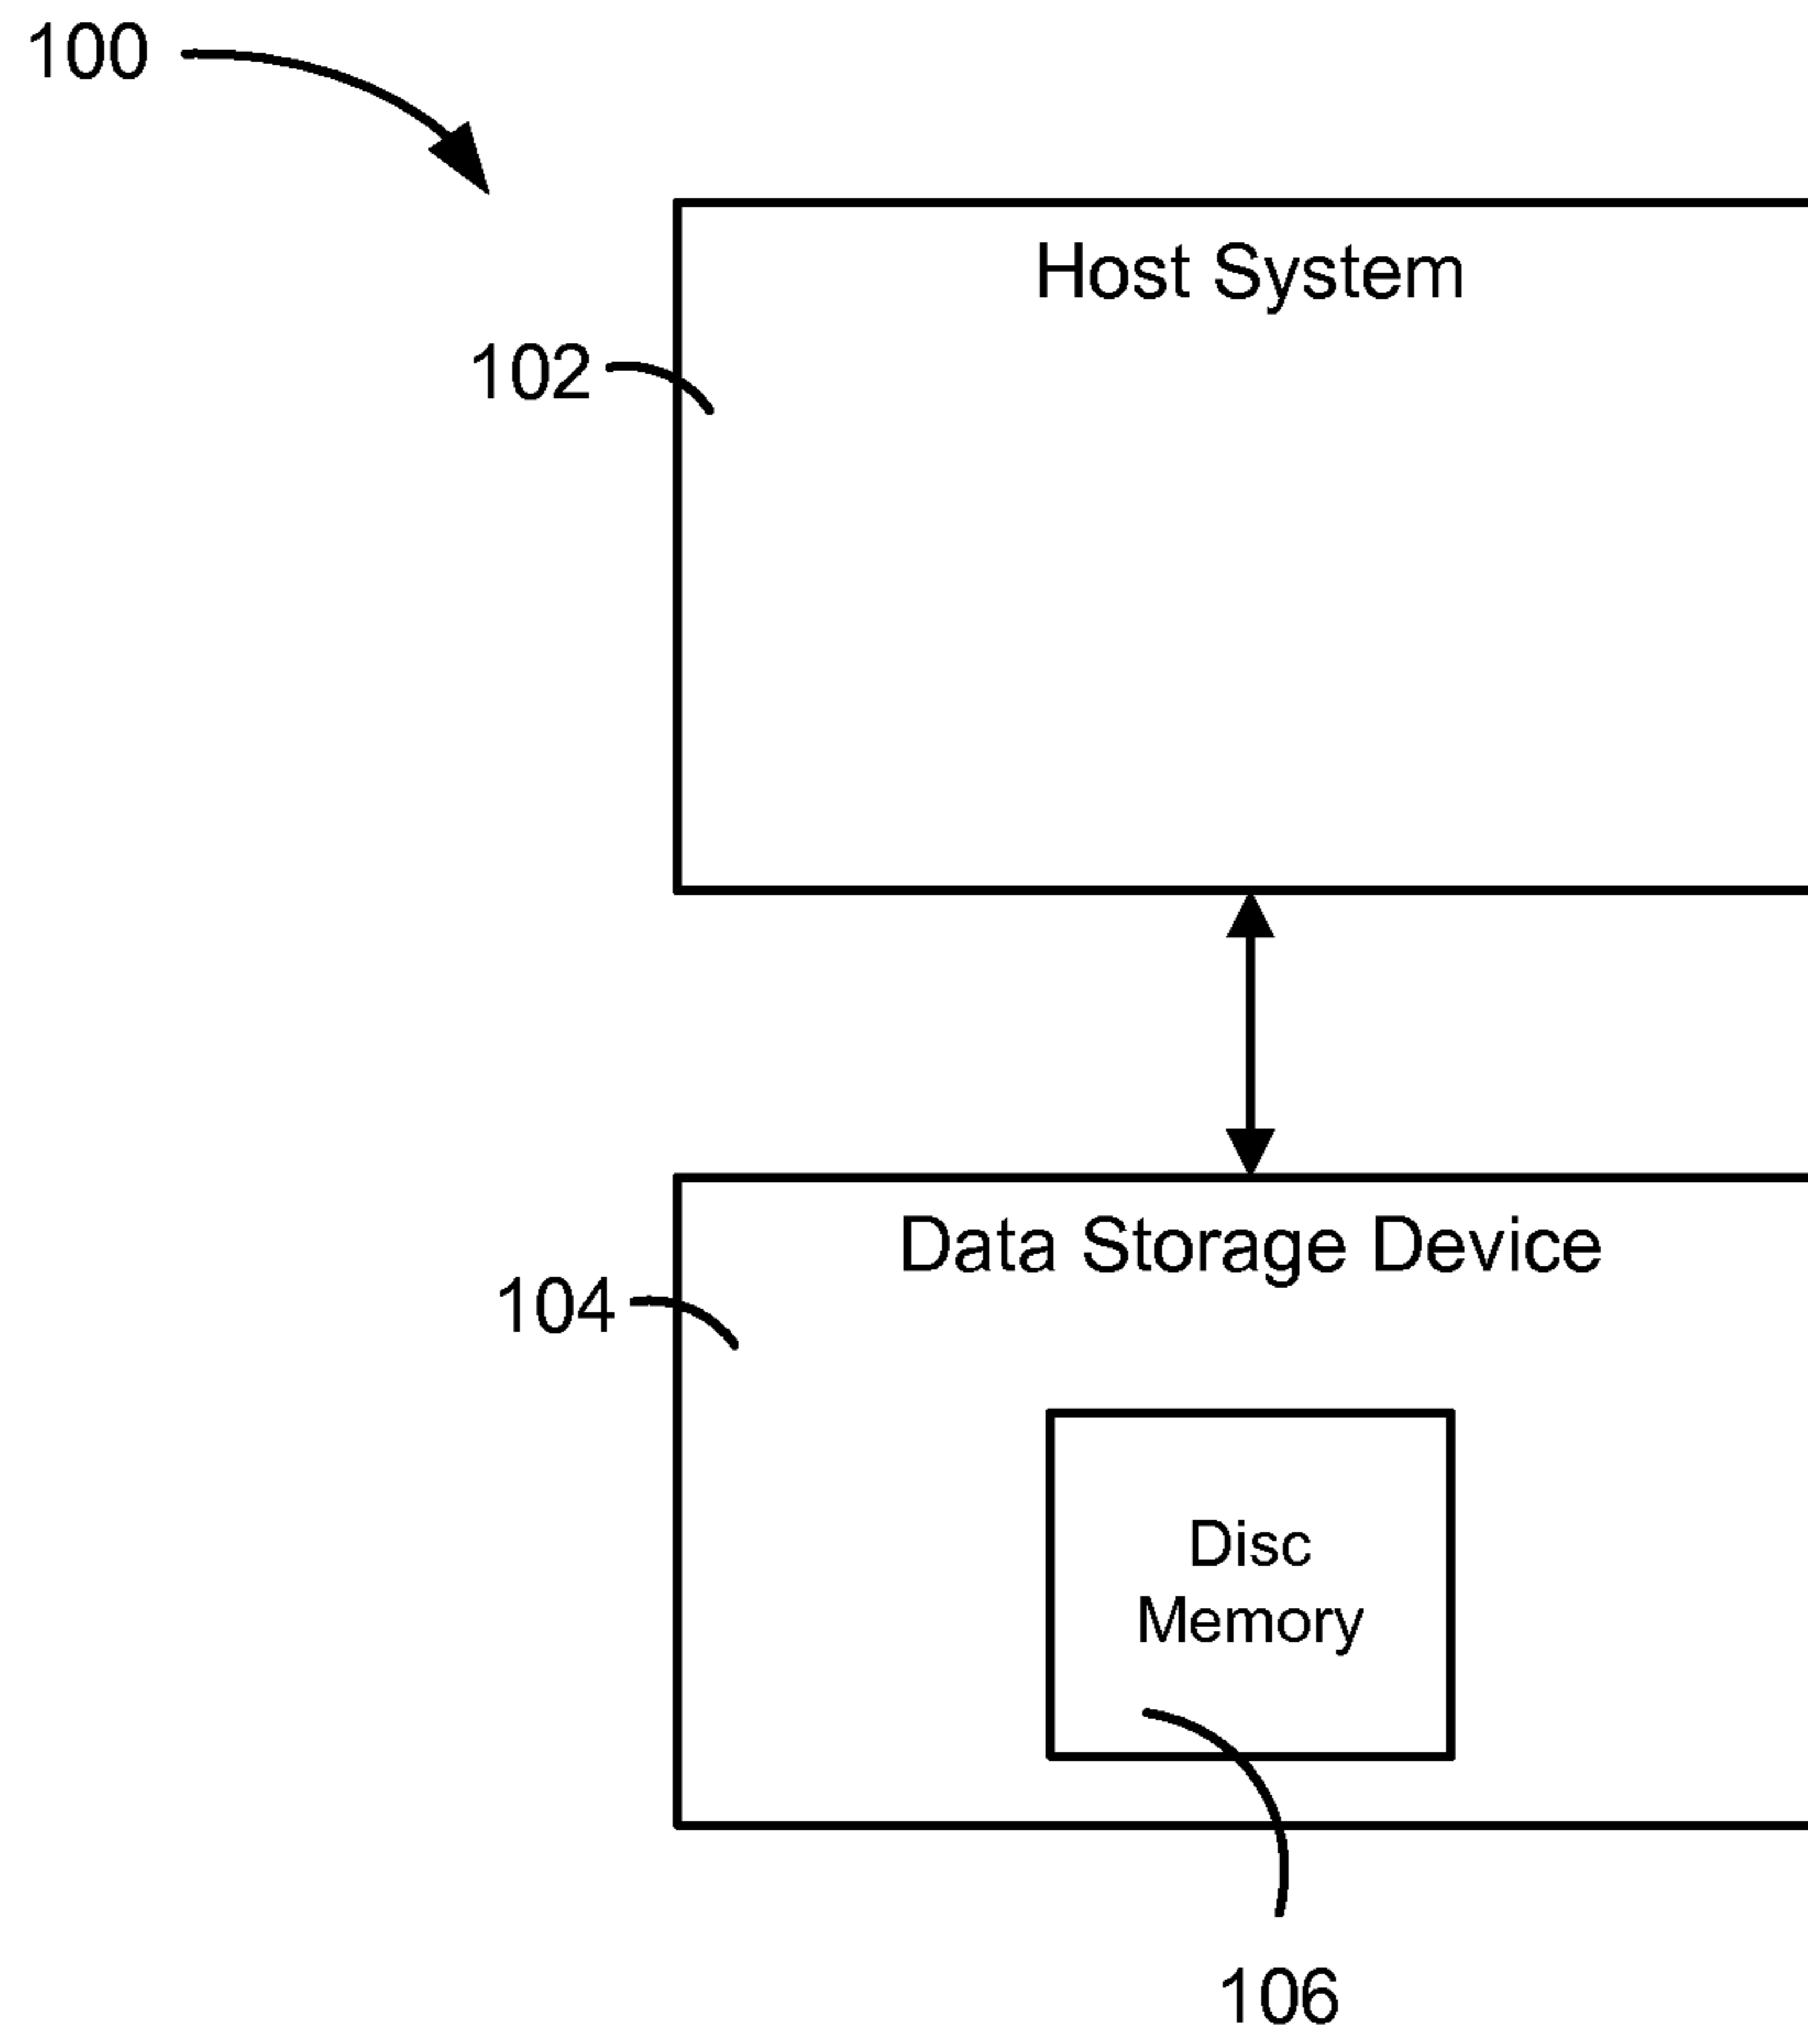 100
Host System
102
Data Storage Device
104
Disc
Memory
106